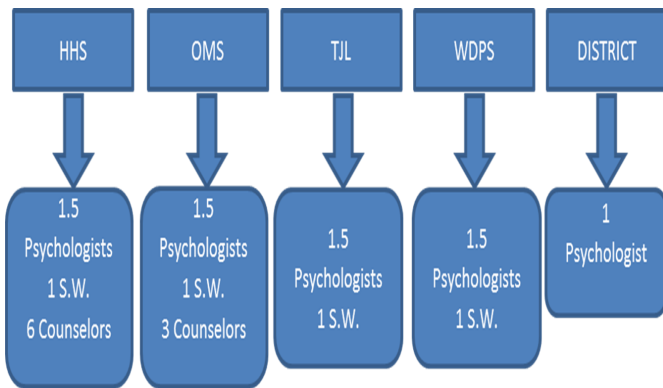 HHS
OMS
TJL
WDPS
DISTRICT
1.5
Psychologists
1 S.W.
6 Counselors
1.5
Psychologists
1 S.W.
3 Counselors
1.5
Psychologists
1 S.W.
1.5
Psychologists
1 S.W.
1
Psychologist